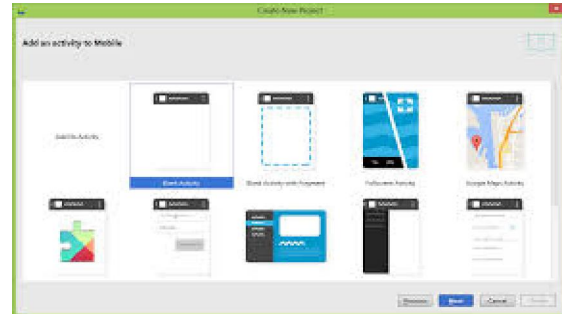 Create New Project
Add an activity to Mobile
Add No Activity
Blank Activity
Blank Activity with Fragment
Fullscreen Activity
Google Maps Activity
Previous
Next
Cancel
Finish